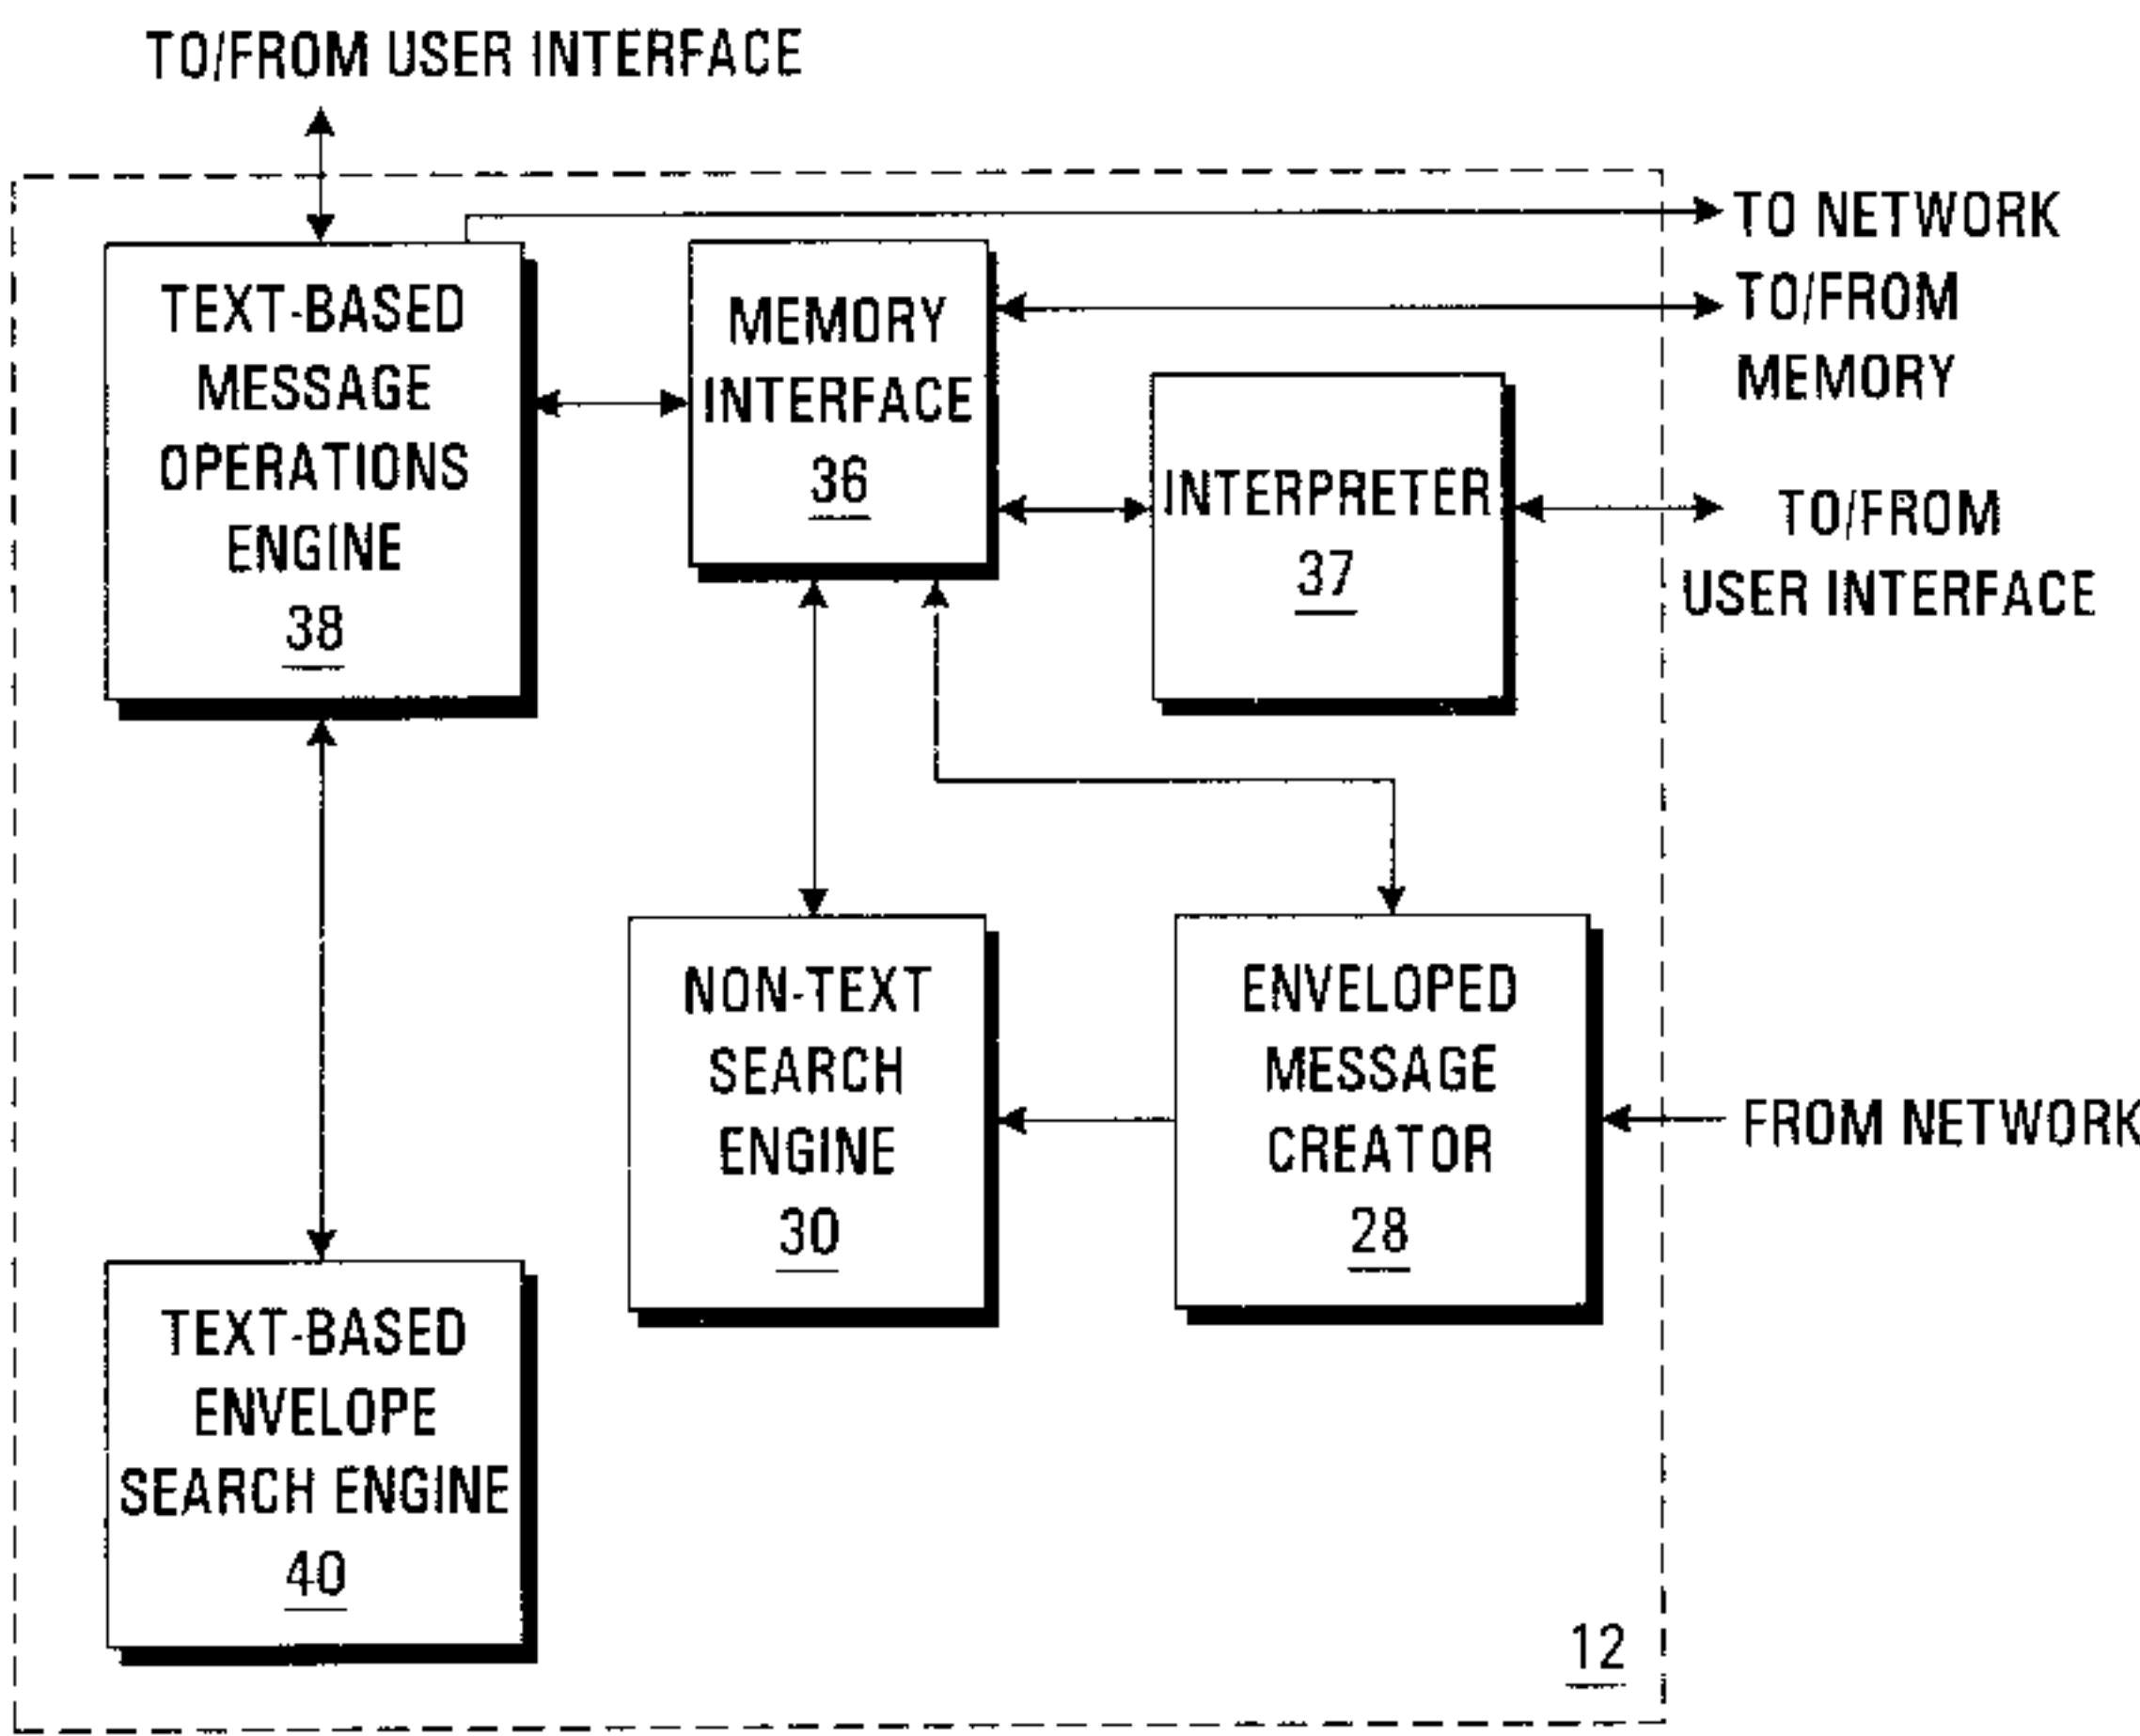 TO/FROM USER INTERFACE
TO NETWORK
TO/FROM
MEMORY
TEXT-BASED
MESSAGE
OPERATIONS
ENGINE
38
MEMORY
INTERFACE
36
INTERPRETER
37
TO/FROM
USER INTERFACE
NON-TEXT
SEARCH
ENGINE
30
ENVELOPED
MESSAGE
CREATOR
28
FROM NETWORK
TEXT-BASED
ENVELOPE
SEARCH ENGINE
40
12